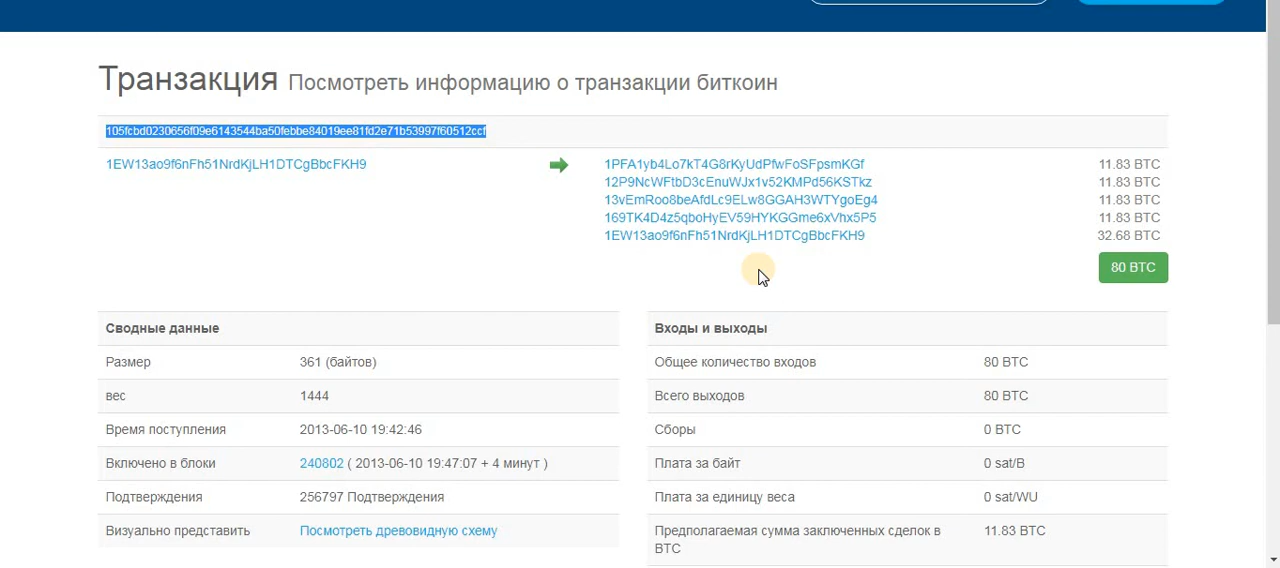 Транзакция Посмотреть информацию о транзакции биткоин
105fcbd0230656f09e6143544ba50febbe84019ee81fd2e71b53997f60512ccf
1EW13ao9f6nFh51NrdKjLH1DTCgBbcFKH9 1PFA1yb4Lo7kT4G8rKyUdPfwFoSFpsmKGf 11.83 BTC
12P9NcWFtbD3cEnuWJx1v52KMPd56KSTkz 11.83 BTC
13vEmRoo8beAfdLc9ELw8GGAH3WTYgoEg4 11.83 BTC
169TK4D4z5qboHyEV59HYKGGme6xVhx5P5 11.83 BTC
1EW13ao9f6nFh51NrdKjLH1DTCgBbcFKH9 32.68 BTC
80 BTC
Сводные данные
Размер 361 (байтов)
вес 1444
Время поступления 2013-06-10 19:42:46
Включено в блоки 240802 ( 2013-06-10 19:47:07 + 4 минут )
Подтверждения 256797 Подтверждения
Визуально представить Посмотреть древовидную схему
Входы и выходы
Общее количество входов 80 BTC
Всего выходов 80 BTC
Сборы 0 BTC
Плата за байт 0 sat/B
Плата за единицу веса 0 sat/WU
Предполагаемая сумма заключенных сделок в 11.83 BTC
BTC